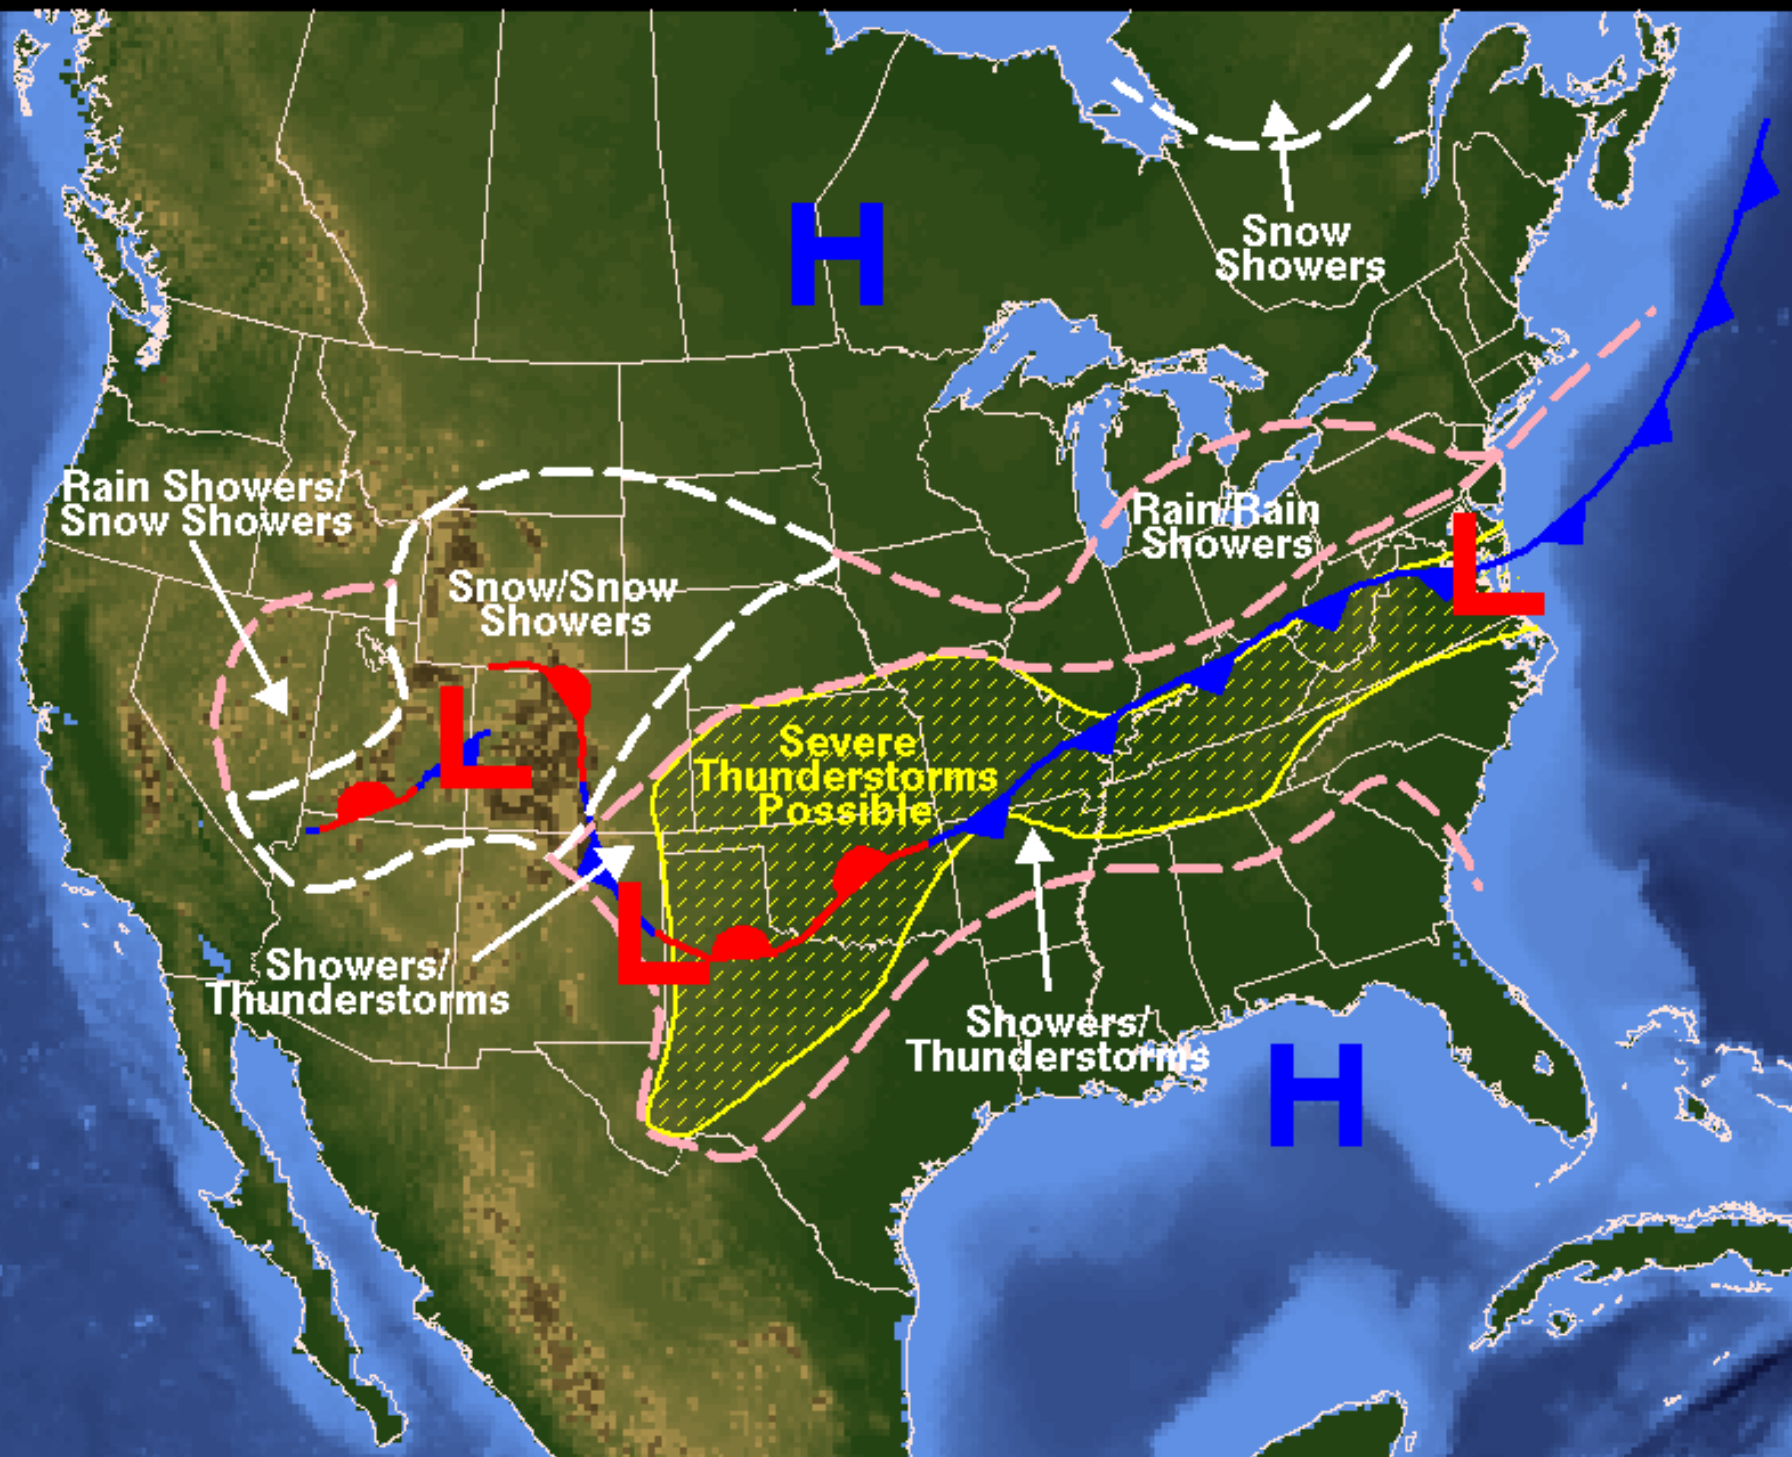 Snow
Showers
H
Rain Showers/
Snow Showers
Rain/Rain
Showers
Snow/Snow
Showers
L
L
Severe
Thunderstorms
Possible
L
Showers/
Thunderstorms
Showers/
Thunderstorms
H